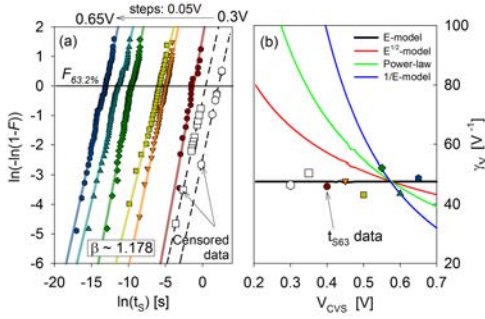 steps: 0.05V
0.65V
0.3V
(a)
F63.2%
β ~ 1.178
Censored
data
ln(-ln(1-F))
2
1
0
-1
-2
-3
-4
-5
-6
-20 -15 -10 -5 0
ln(tS) [s]
(b)
E-model
E1/2-model
Power-law
1/E-model
tS63 data
100
80
60
40
20
γV [V-1]
0.2 0.3 0.4 0.5 0.6 0.7
VCVS [V]